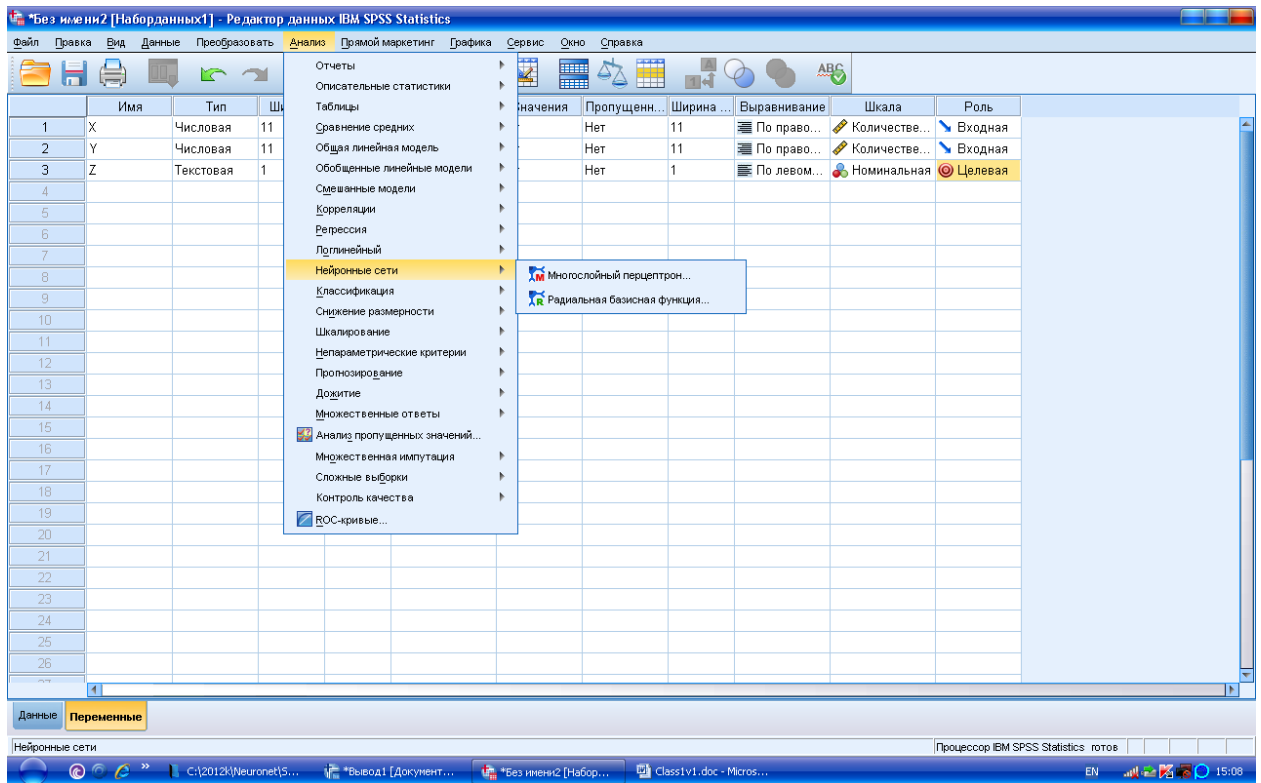 *Без имени2 [Наборданных1] - Редактор данных IBM SPSS Statistics
Файл Правка Вид Данные Преобразовать Анализ Прямой маркетинг Графика Сервис Окно Справка
Отчеты
Описательные статистики
Таблицы
Сравнение средних
Общая линейная модель
Обобщенные линейные модели
Смешанные модели
Корреляции
Регрессия
Логлинейный
Нейронные сети
Классификация
Снижение размерности
Шкалирование
Непараметрические критерии
Прогнозирование
Дожитие
Множественные ответы
Анализ пропущенных значений...
Множественная импутация
Сложные выборки
Контроль качества
ROC-кривые...
Многослойный перцептрон...
Радиальная базисная функция...
Имя Тип Ши Значения Пропущенн... Ширина ... Выравнивание Шкала Роль
1 X Числовая 11 Нет 11 По право... Количестве... Входная
2 Y Числовая 11 Нет 11 По право... Количестве... Входная
3 Z Текстовая 1 Нет 1 По левом... Номинальная Целевая
4
5
6
7
8
9
10
11
12
13
14
15
16
17
18
19
20
21
22
23
24
25
26
Данные Переменные
Нейронные сети Процессор IBM SPSS Statistics готов
C:\2012k\Neuronet\S... *Вывод1 [Документ... *Без имени2 [Набор... Class1v1.doc - Micros... EN 15:08